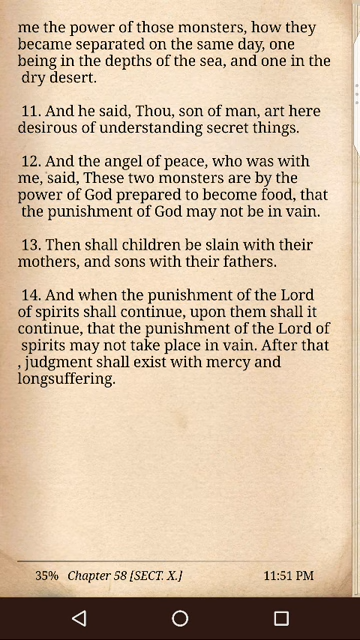 me the power of those monsters, how they
became separated on the same day, one
being in the depths of the sea, and one in the
dry desert.
11. And he said, Thou, son of man, art here
desirous of understanding secret things.
12. And the angel of peace, who was with
me, said, These two monsters are by the
power of God prepared to become food, that
the punishment of God may not be in vain.
13. Then shall children be slain with their
mothers, and sons with their fathers.
14. And when the punishment of the Lord
of spirits shall continue, upon them shall it
continue, that the punishment of the Lord of
spirits may not take place in vain. After that
, judgment shall exist with mercy and
longsuffering.
35% Chapter 58 [SECT. X.] 11:51 PM